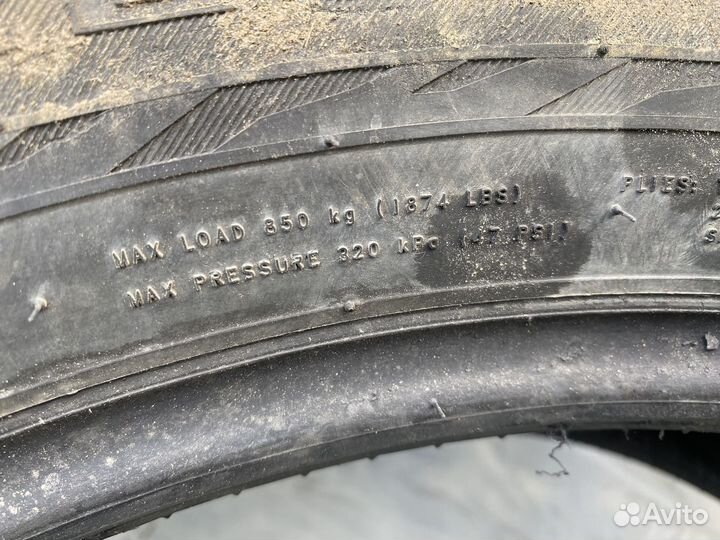 MAX LOAD 850 kg (1874 LBS)
MAX PRESSURE 320 kPa (47 PSI)
PLIES:
Avito